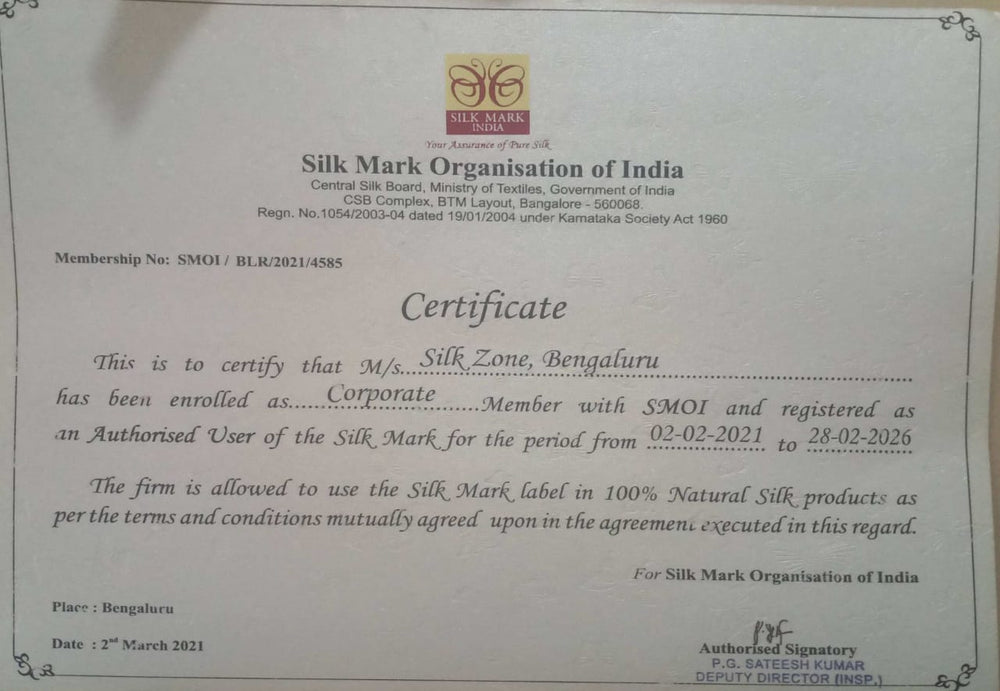 SILK MARK
INDIA
Your Assurance of Pure Silk
Silk Mark Organisation of India
Central Silk Board, Ministry of Textiles, Government of India
CSB Complex, BTM Layout, Bangalore - 560068.
Regn. No.1054/2003-04 dated 19/01/2004 under Karnataka Society Act 1960
Membership No: SMOI / BLR/2021/4585
Certificate
This is to certify that M/s...Silk Zone, Bengaluru
has been enrolled as.....Corporate.......Member with SMOI and registered as
an Authorised User of the Silk Mark for the period from 02-02-2021 to 28-02-2026
The firm is allowed to use the Silk Mark label in 100% Natural Silk products as
per the terms and conditions mutually agreed upon in the agreement executed in this regard.
For Silk Mark Organisation of India
Place : Bengaluru
Date : 2nd March 2021
Authorised Signatory
P.G. SATEESH KUMAR
DEPUTY DIRECTOR (INSP.)